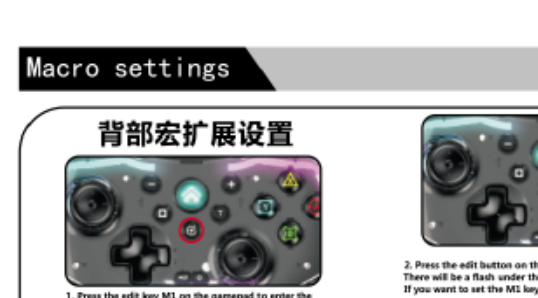 Macro settings
背部宏扩展设置
1. Press the edit key M1 on the gamepad to enter the
2. Press the edit button on th
There will be a flash under th
If you want to set the M1 key